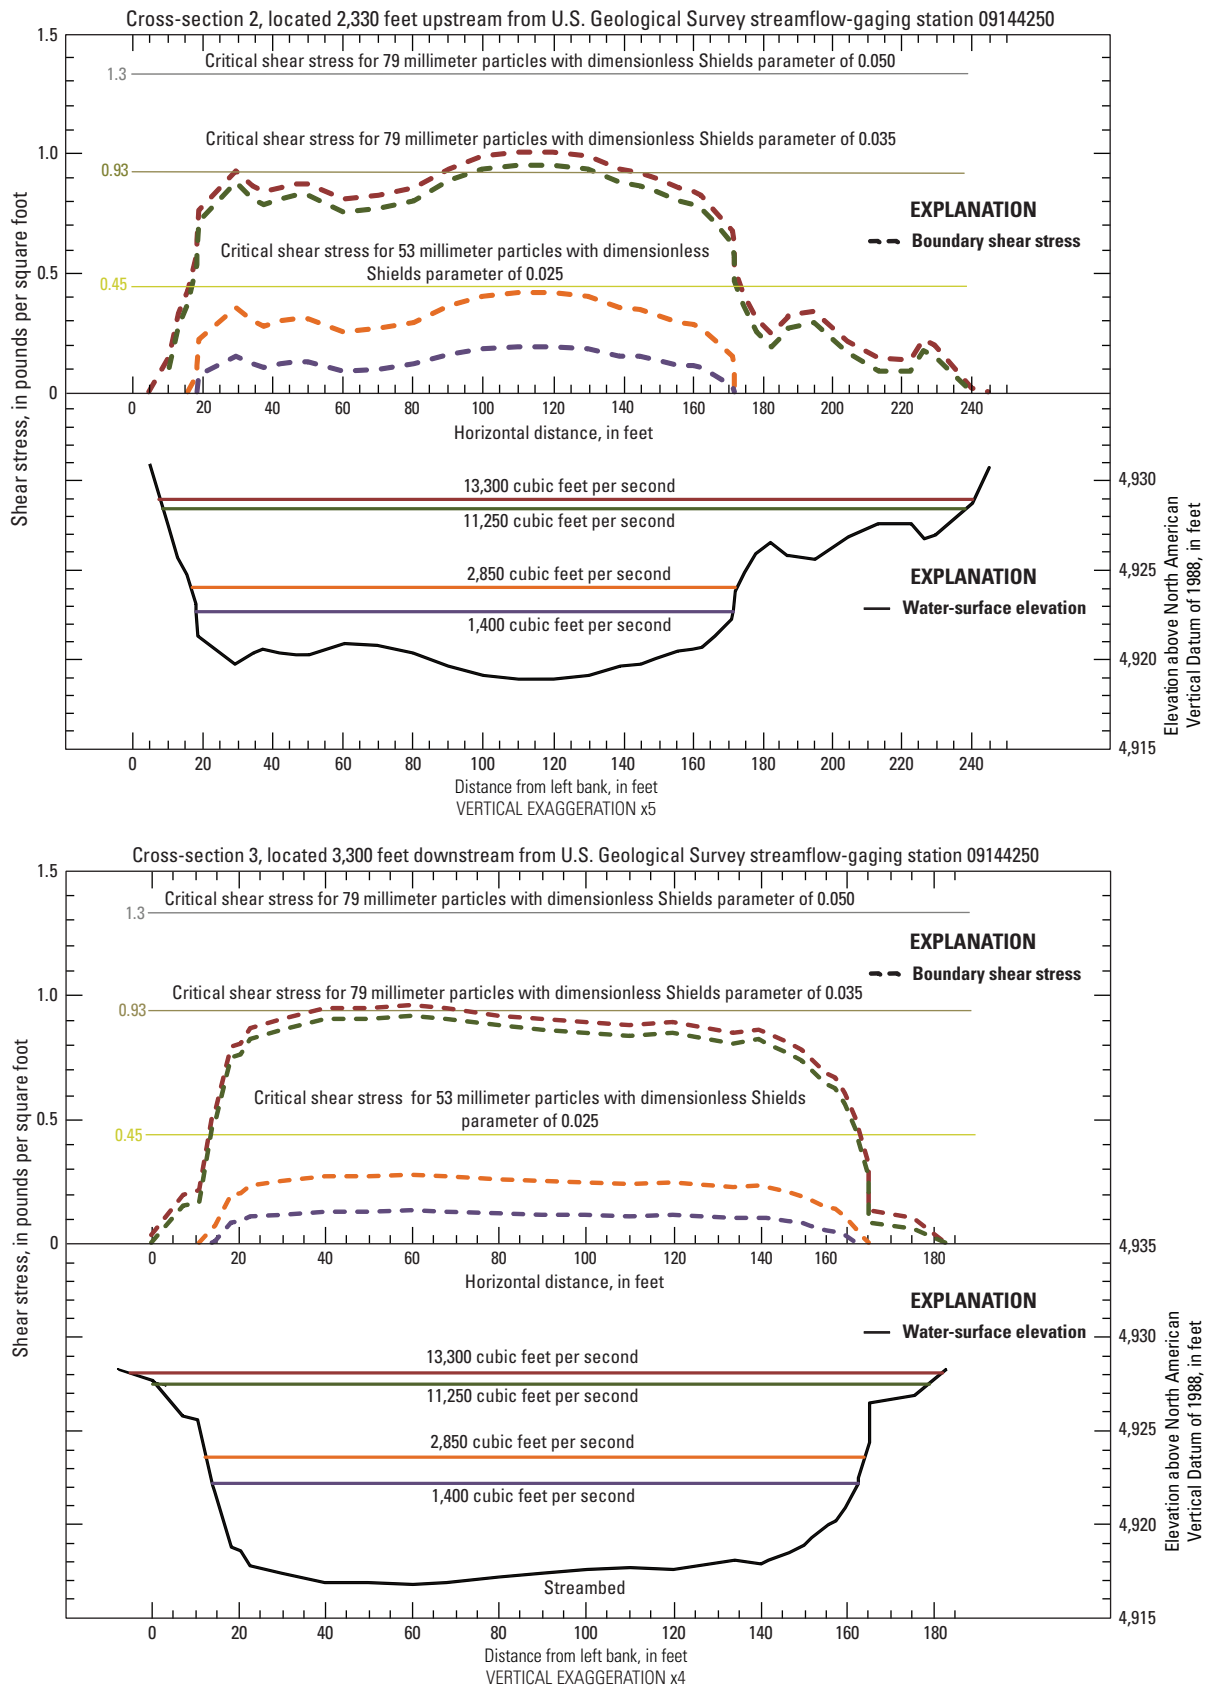 Cross-section 2, located 2,330 feet upstream from U.S. Geological Survey streamflow-gaging station 09144250
1.5
Critical shear stress for 79 millimeter particles with dimensionless Shields parameter of 0.050
1.3
Critical shear stress for 79 millimeter particles with dimensionless Shields parameter of 0.035
1.0
0.93
EXPLANATION
Boundary shear stress
Critical shear stress for 53 millimeter particles with dimensionless
Shields parameter of 0.025
0.5
0.45
0
0 20 40 60 80 100 120 140 160 180 200 220 240
Horizontal distance, in feet
Shear stress, in pounds per square foot
13,300 cubic feet per second
11,250 cubic feet per second
2,850 cubic feet per second
1,400 cubic feet per second
EXPLANATION
Water-surface elevation
4,930
4,925
4,920
4,915
Elevation above North American
Vertical Datum of 1988, in feet
0 20 40 60 80 100 120 140 160 180 200 220 240
Distance from left bank, in feet
VERTICAL EXAGGERATION x5
Cross-section 3, located 3,300 feet downstream from U.S. Geological Survey streamflow-gaging station 09144250
1.5
Critical shear stress for 79 millimeter particles with dimensionless Shields parameter of 0.050
1.3
EXPLANATION
Boundary shear stress
Critical shear stress for 79 millimeter particles with dimensionless Shields parameter of 0.035
1.0
0.93
Critical shear stress for 53 millimeter particles with dimensionless Shields
parameter of 0.025
0.5
0.45
0
0 20 40 60 80 100 120 140 160 180
Horizontal distance, in feet
Shear stress, in pounds per square foot
EXPLANATION
Water-surface elevation
13,300 cubic feet per second
11,250 cubic feet per second
2,850 cubic feet per second
1,400 cubic feet per second
Streambed
4,935
4,930
4,925
4,920
4,915
Elevation above North American
Vertical Datum of 1988, in feet
0 20 40 60 80 100 120 140 160 180
Distance from left bank, in feet
VERTICAL EXAGGERATION x4